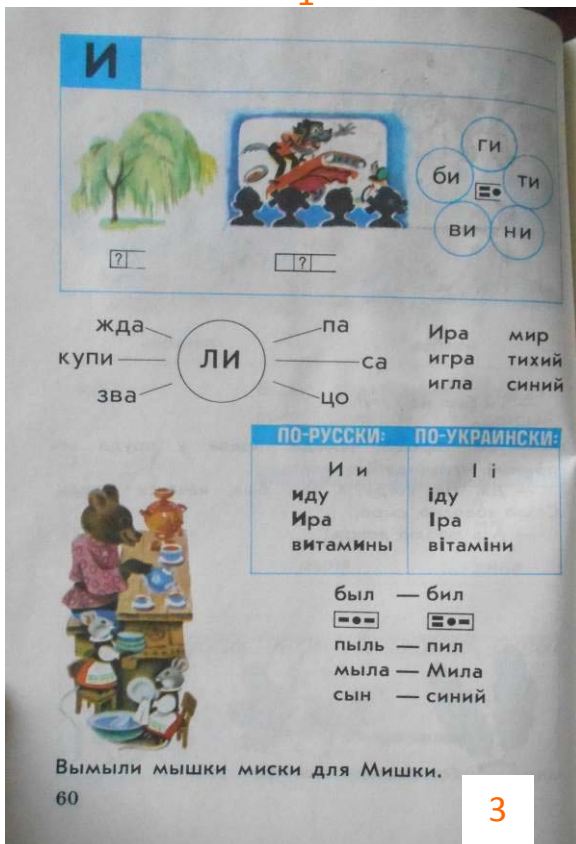 1
И
ги
би
ти
ви
ни
?
?
жда
па
купи
ЛИ
са
зва
цо
Ира мир
игра тихий
игла синий
ПО-РУССКИ: ПО-УКРАИНСКИ:
И и І і
иду іду
Ира Іра
витамины вітаміни
был — бил
пыль — пил
мыла — Мила
сын — синий
Вымыли мышки миски для Мишки.
60
3